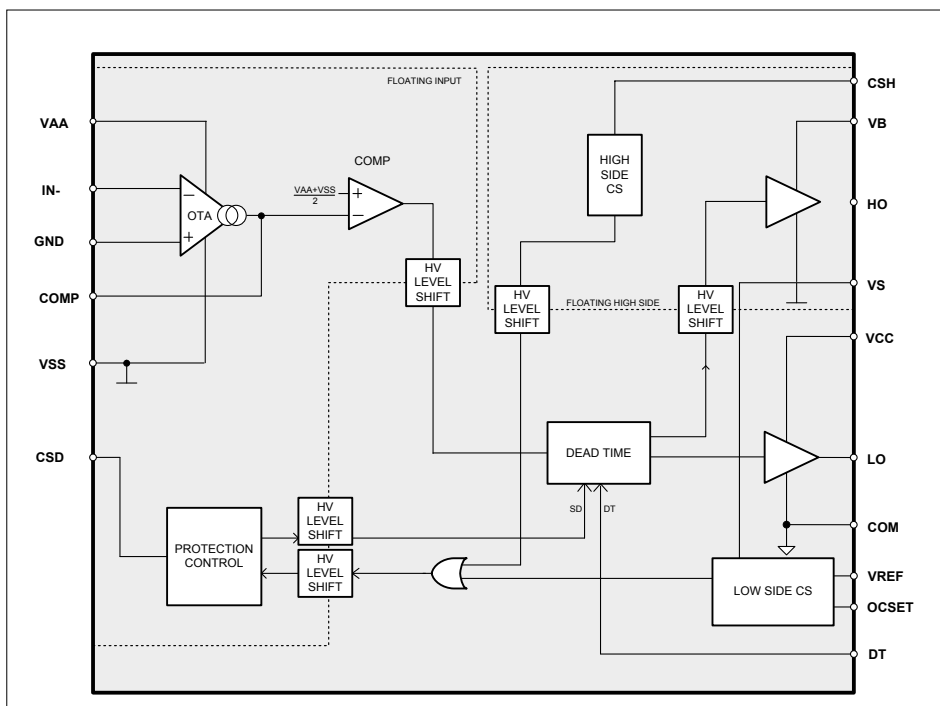 FLOATING INPUT
CSH
VAA
VB
COMP
HIGH
SIDE
CS
IN-
−
VAA+VSS
2
+
−
OTA
HO
GND
+
HV
LEVEL
SHIFT
VS
COMP
HV
LEVEL
SHIFT
FLOATING HIGH SIDE
HV
LEVEL
SHIFT
VCC
VSS
CSD
DEAD TIME
LO
SD
DT
HV
LEVEL
SHIFT
COM
PROTECTION
CONTROL
HV
LEVEL
SHIFT
LOW SIDE CS
VREF
OCSET
DT